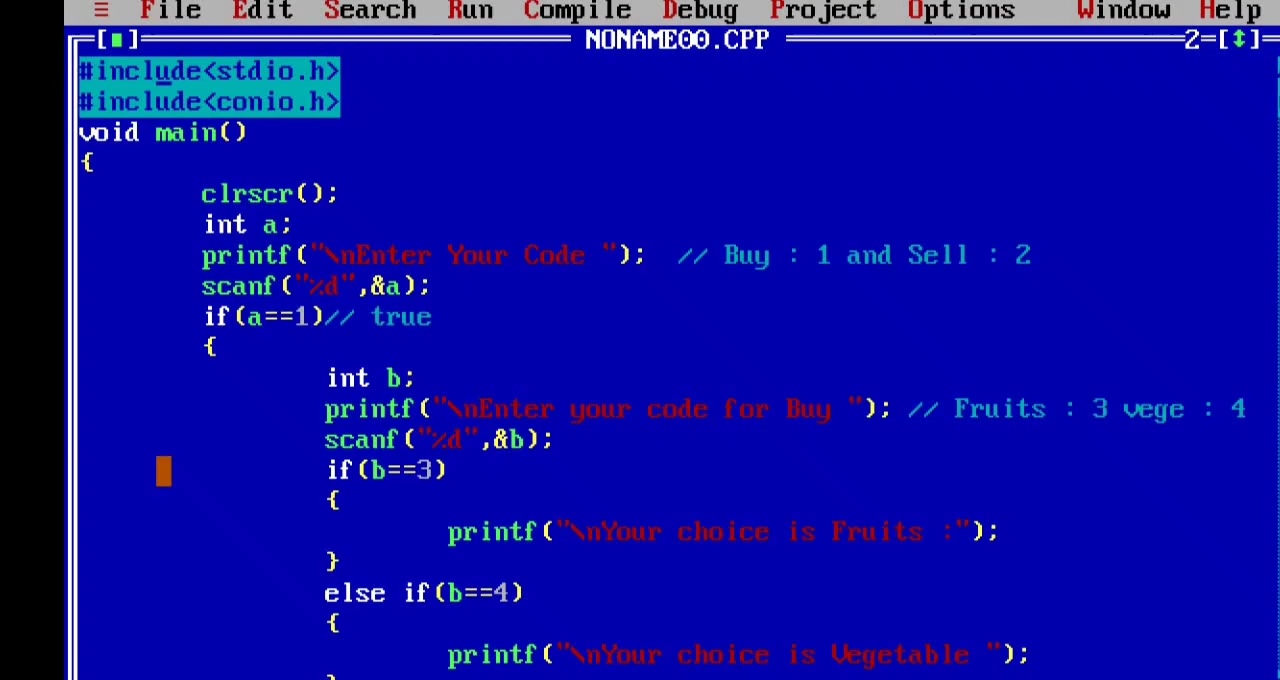 ≡ File Edit Search Run Compile Debug Project Options Window Help
[■] NONAME00.CPP 2=[↕]
#include<stdio.h>
#include<conio.h>
void main()
{
clrscr();
int a;
printf("\nEnter Your Code "); // Buy : 1 and Sell : 2
scanf("%d",&a);
if(a==1)// true
{
int b;
printf("\nEnter your code for Buy "); // Fruits : 3 vege : 4
scanf("%d",&b);
if(b==3)
{
printf("\nYour choice is Fruits :");
}
else if(b==4)
{
printf("\nYour choice is Vegetable ");
}